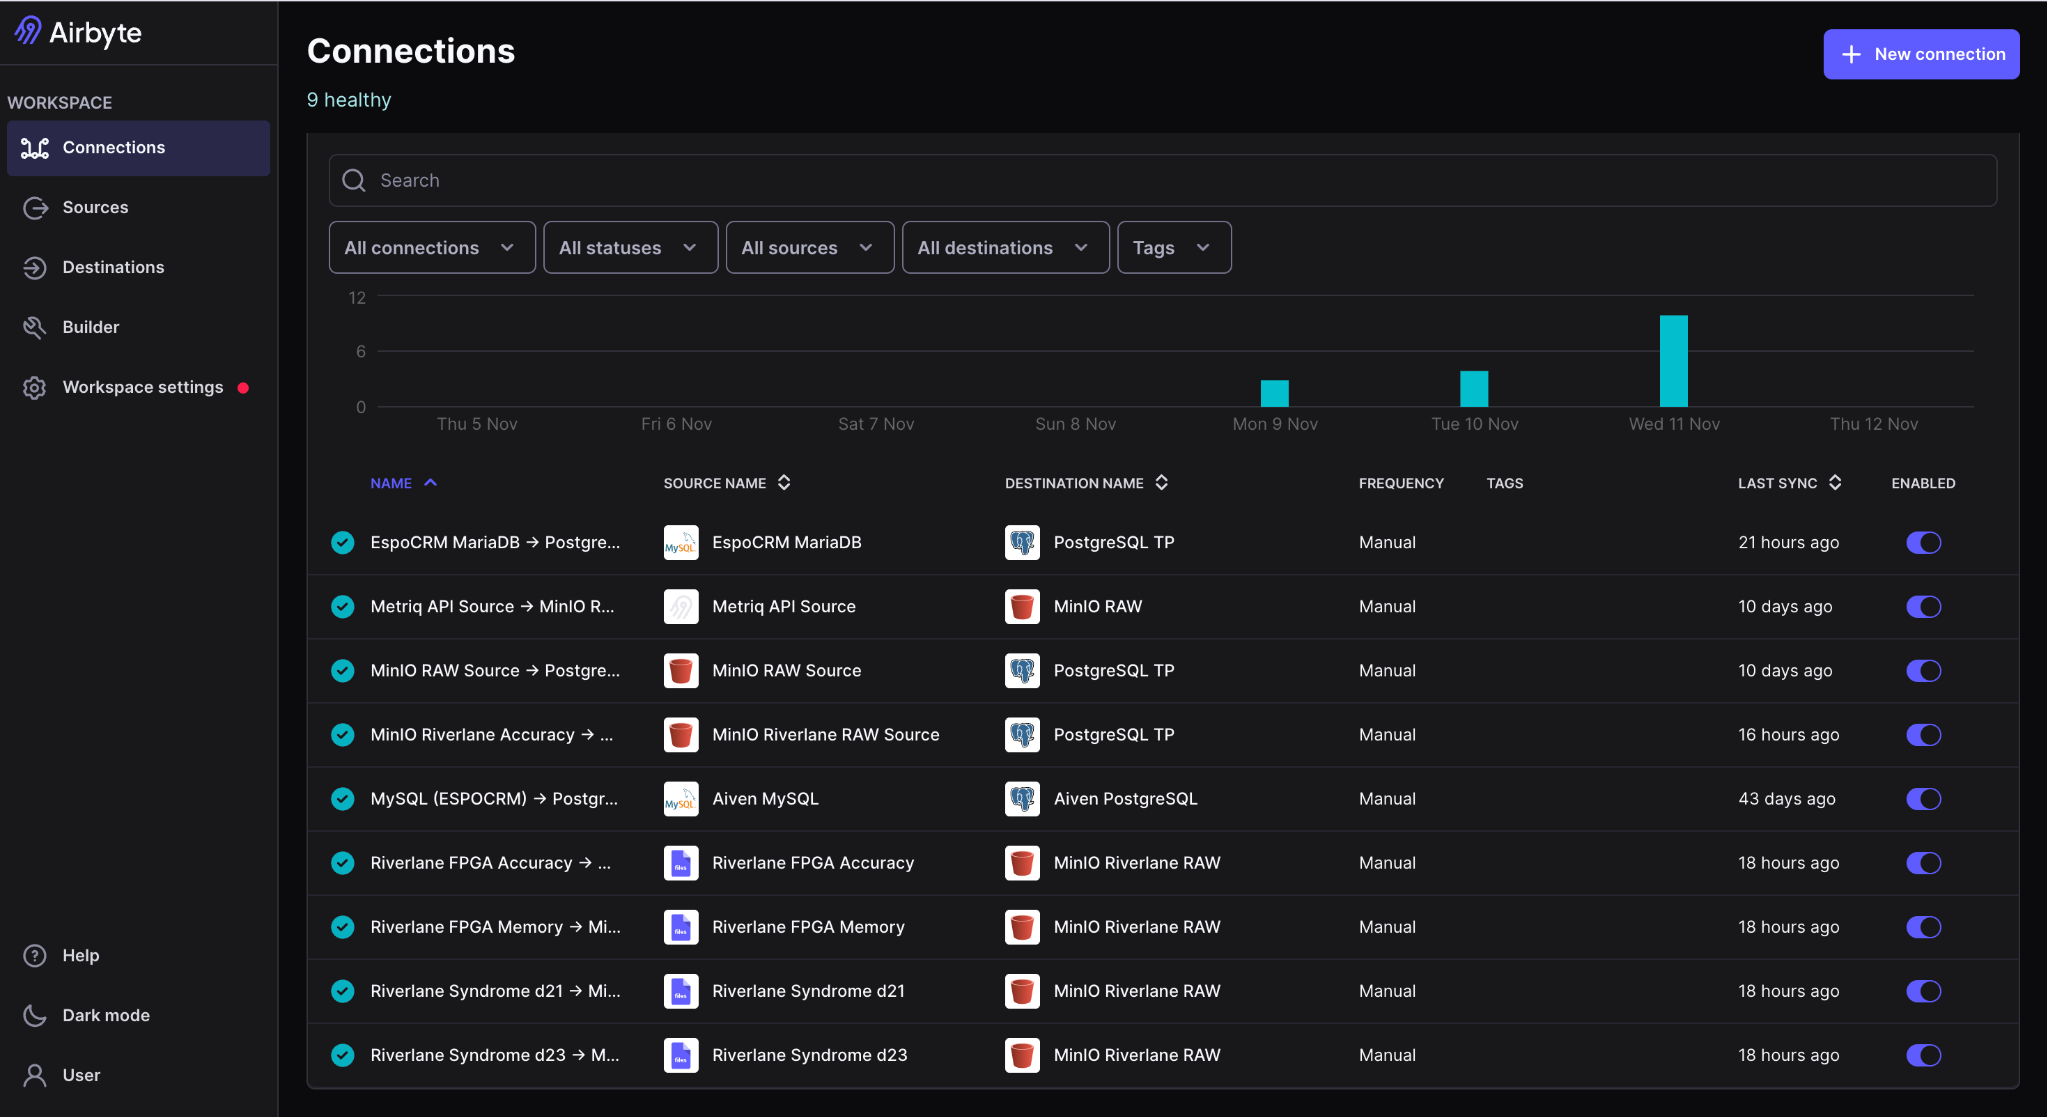 Airbyte
WORKSPACE
Connections
Sources
Destinations
Builder
Workspace settings
Help
Dark mode
User
Connections
New connection
9 healthy
Search
All connections All statuses All sources All destinations Tags
12
6
0
Thu 5 Nov Fri 6 Nov Sat 7 Nov Sun 8 Nov Mon 9 Nov Tue 10 Nov Wed 11 Nov Thu 12 Nov
NAME SOURCE NAME DESTINATION NAME FREQUENCY TAGS LAST SYNC ENABLED
EspoCRM MariaDB → Postgre... MySQL EspoCRM MariaDB PostgreSQL TP Manual 21 hours ago
Metriq API Source → MinIO R... Metriq API Source MinIO RAW Manual 10 days ago
MinIO RAW Source → Postgre... MinIO RAW Source PostgreSQL TP Manual 10 days ago
MinIO Riverlane Accuracy → ... MinIO Riverlane RAW Source PostgreSQL TP Manual 16 hours ago
MySQL (ESPOCRM) → Postgr... MySQL Aiven MySQL Aiven PostgreSQL Manual 43 days ago
Riverlane FPGA Accuracy → ... files Riverlane FPGA Accuracy MinIO Riverlane RAW Manual 18 hours ago
Riverlane FPGA Memory → Mi... files Riverlane FPGA Memory MinIO Riverlane RAW Manual 18 hours ago
Riverlane Syndrome d21 → Mi... files Riverlane Syndrome d21 MinIO Riverlane RAW Manual 18 hours ago
Riverlane Syndrome d23 → M... files Riverlane Syndrome d23 MinIO Riverlane RAW Manual 18 hours ago